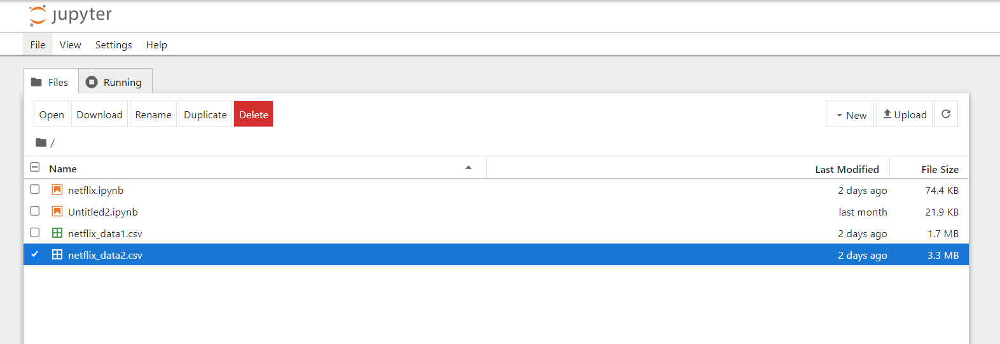 jupyter
File View Settings Help
Files Running
Open Download Rename Duplicate Delete New Upload
/
Name Last Modified File Size
netflix.ipynb 2 days ago 74.4 KB
Untitled2.ipynb last month 21.9 KB
netflix_data1.csv 2 days ago 1.7 MB
netflix_data2.csv 2 days ago 3.3 MB